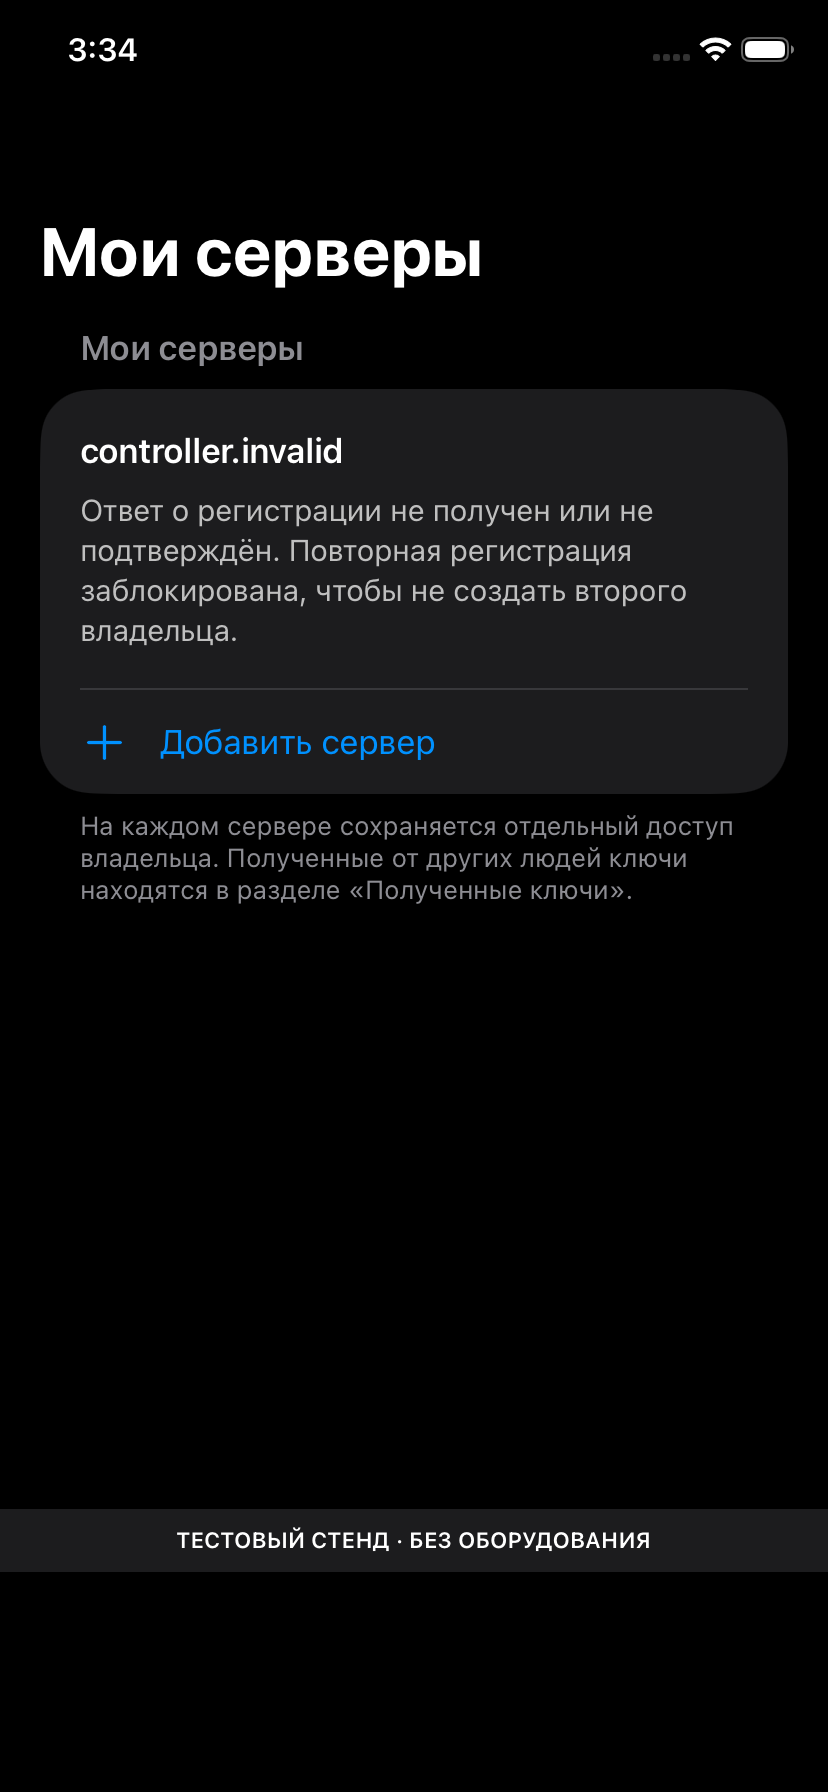 3:34
Мои серверы
Мои серверы
controller.invalid
Ответ о регистрации не получен или не
подтверждён. Повторная регистрация
заблокирована, чтобы не создать второго
владельца.
Добавить сервер
На каждом сервере сохраняется отдельный доступ
владельца. Полученные от других людей ключи
находятся в разделе «Полученные ключи».
ТЕСТОВЫЙ СТЕНД · БЕЗ ОБОРУДОВАНИЯ